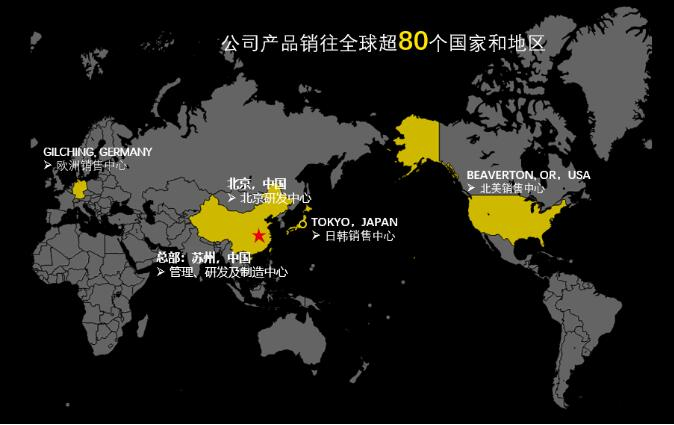 公司产品销往全球超80个国家和地区
GILCHING, GERMANY
➢ 欧洲销售中心
BEAVERTON, OR，USA
➢ 北美销售中心
北京，中国
➢ 北京研发中心
TOKYO，JAPAN
➢ 日韩销售中心
总部：苏州，中国
➢ 管理、研发及制造中心